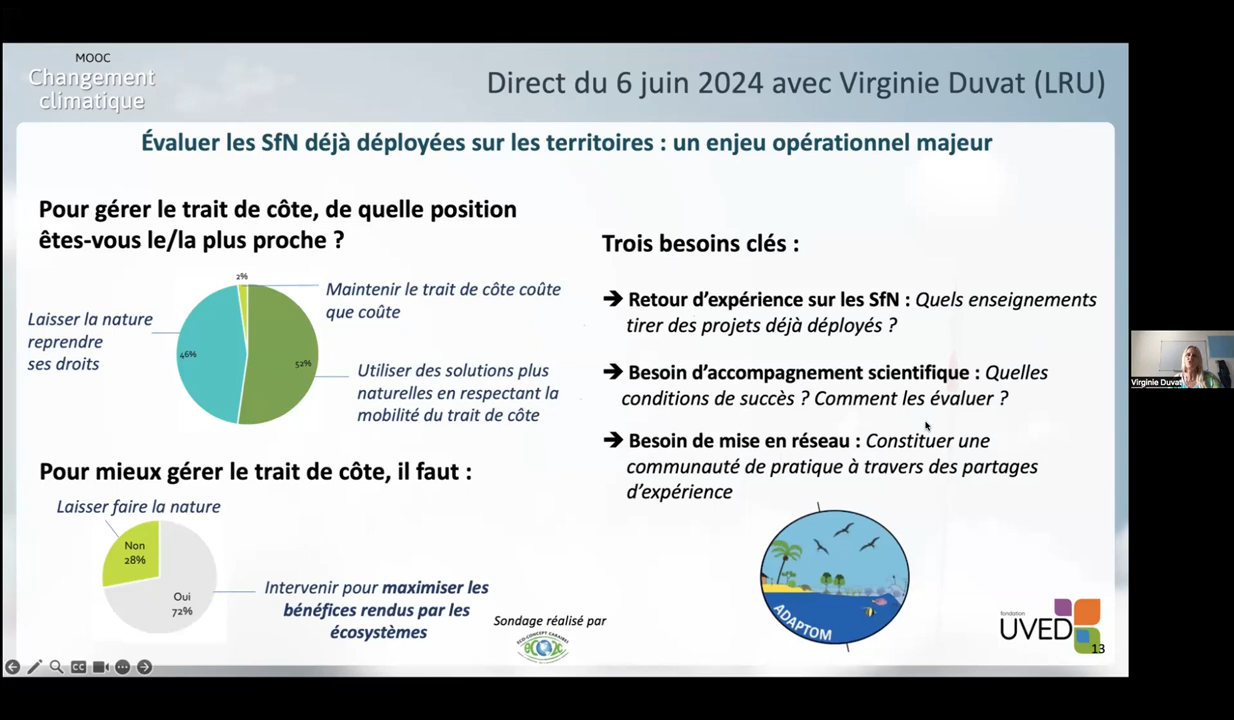 MOOC
Changement
climatique
Direct du 6 juin 2024 avec Virginie Duvat (LRU)
Évaluer les SfN déjà déployées sur les territoires : un enjeu opérationnel majeur
Pour gérer le trait de côte, de quelle position
êtes-vous le/la plus proche ?
2%
Maintenir le trait de côte coûte
que coûte
Laisser la nature
reprendre
ses droits
46%
52%
Utiliser des solutions plus
naturelles en respectant la
mobilité du trait de côte
Pour mieux gérer le trait de côte, il faut :
Laisser faire la nature
Non
28%
Oui
72%
Intervenir pour maximiser les
bénéfices rendus par les
écosystèmes
Sondage réalisé par
ECO-CONCEPT CARAIBES
Trois besoins clés :
➔ Retour d’expérience sur les SfN : Quels enseignements
tirer des projets déjà déployés ?
➔ Besoin d’accompagnement scientifique : Quelles
conditions de succès ? Comment les évaluer ?
➔ Besoin de mise en réseau : Constituer une
communauté de pratique à travers des partages
d’expérience
ADAPTOM
fondation
UVED
13
CC
Virginie Duvat